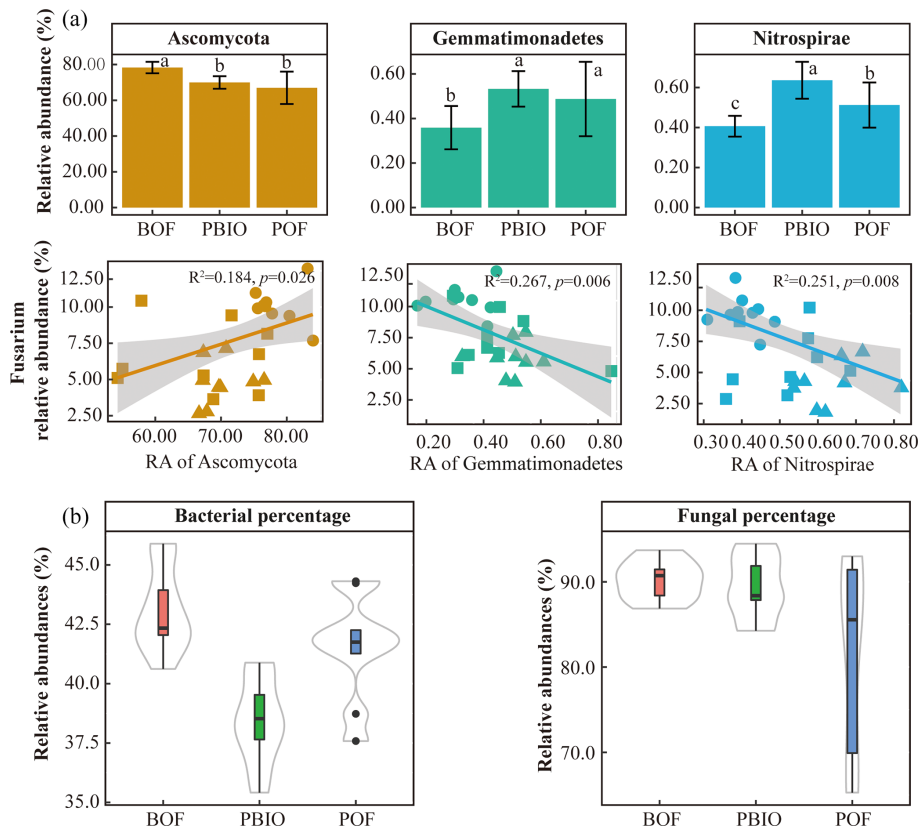 (a)
Ascomycota
Gemmatimonadetes
Nitrospirae
Relative abundance (%)
80.00
60.00
40.00
20.00
0.00
a
b
b
BOF
PBIO
POF
0.60
0.40
0.20
0.00
b
a
a
BOF
PBIO
POF
0.60
0.40
0.20
0.00
c
a
b
BOF
PBIO
POF
Fusarium
relative abundance (%)
12.50
10.00
7.50
5.00
2.50
R²=0.184, p=0.026
60.00
70.00
80.00
RA of Ascomycota
12.50
10.00
7.50
5.00
2.50
R²=0.267, p=0.006
0.20
0.40
0.60
0.80
RA of Gemmatimonadetes
12.50
10.00
7.50
5.00
2.50
R²=0.251, p=0.008
0.30
0.40
0.50
0.60
0.70
0.80
RA of Nitrospirae
(b)
Bacterial percentage
Relative abundances (%)
45.0
42.5
40.0
37.5
35.0
BOF
PBIO
POF
Fungal percentage
Relative abundances (%)
90.0
80.0
70.0
BOF
PBIO
POF